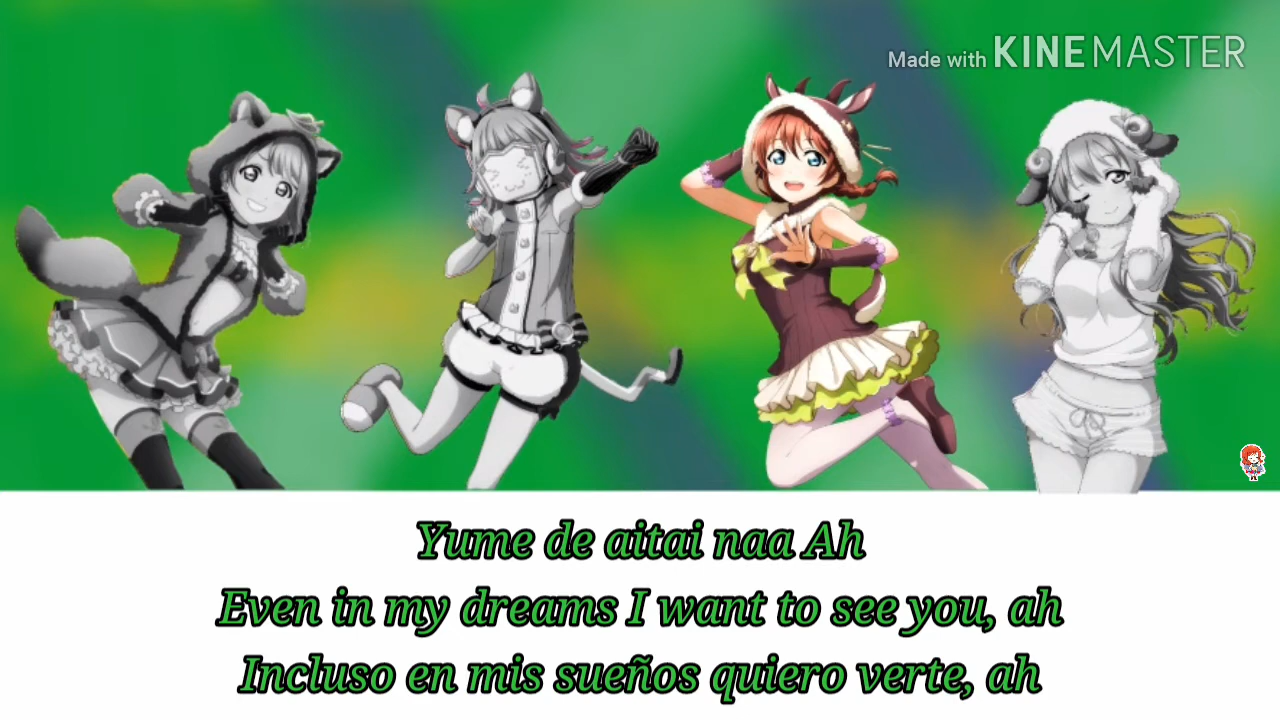 Made with KINEMASTER
Yume de aitai naa Ah
Even in my dreams I want to see you, ah
Incluso en mis sueños quiero verte, ah